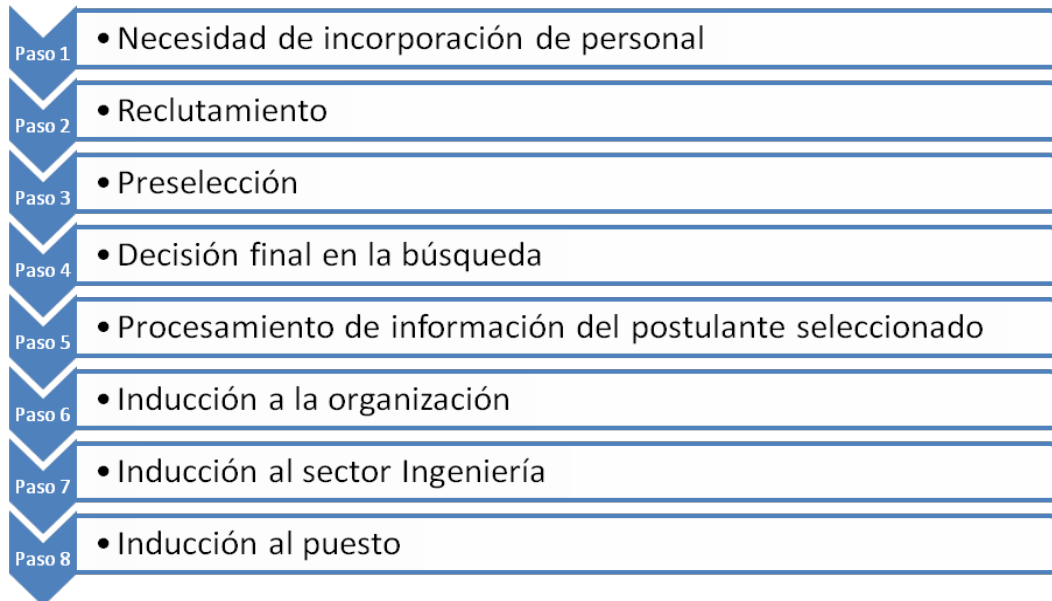 Paso 1
• Necesidad de incorporación de personal
Paso 2
• Reclutamiento
Paso 3
• Preselección
Paso 4
• Decisión final en la búsqueda
Paso 5
• Procesamiento de información del postulante seleccionado
Paso 6
• Inducción a la organización
Paso 7
• Inducción al sector Ingeniería
Paso 8
• Inducción al puesto